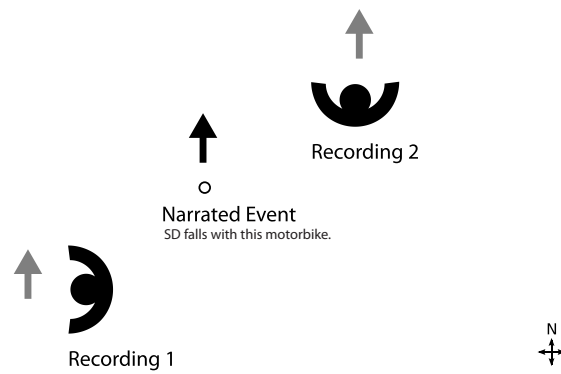 Recording 2
Narrated Event
SD falls with this motorbike.
Recording 1
N